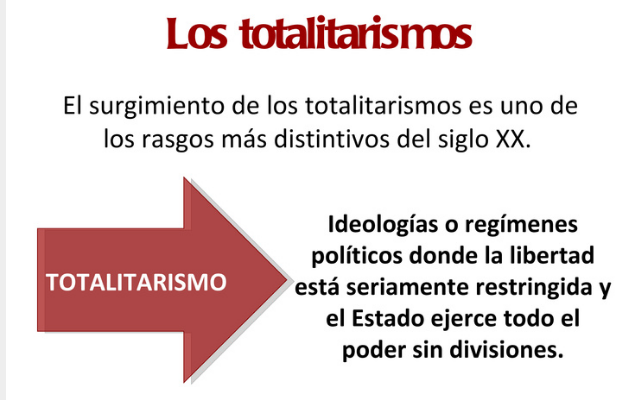 Los totalitarismos
El surgimiento de los totalitarismos es uno de
los rasgos más distintivos del siglo XX.
TOTALITARISMO
Ideologías o regímenes
políticos donde la libertad
está seriamente restringida y
el Estado ejerce todo el
poder sin divisiones.